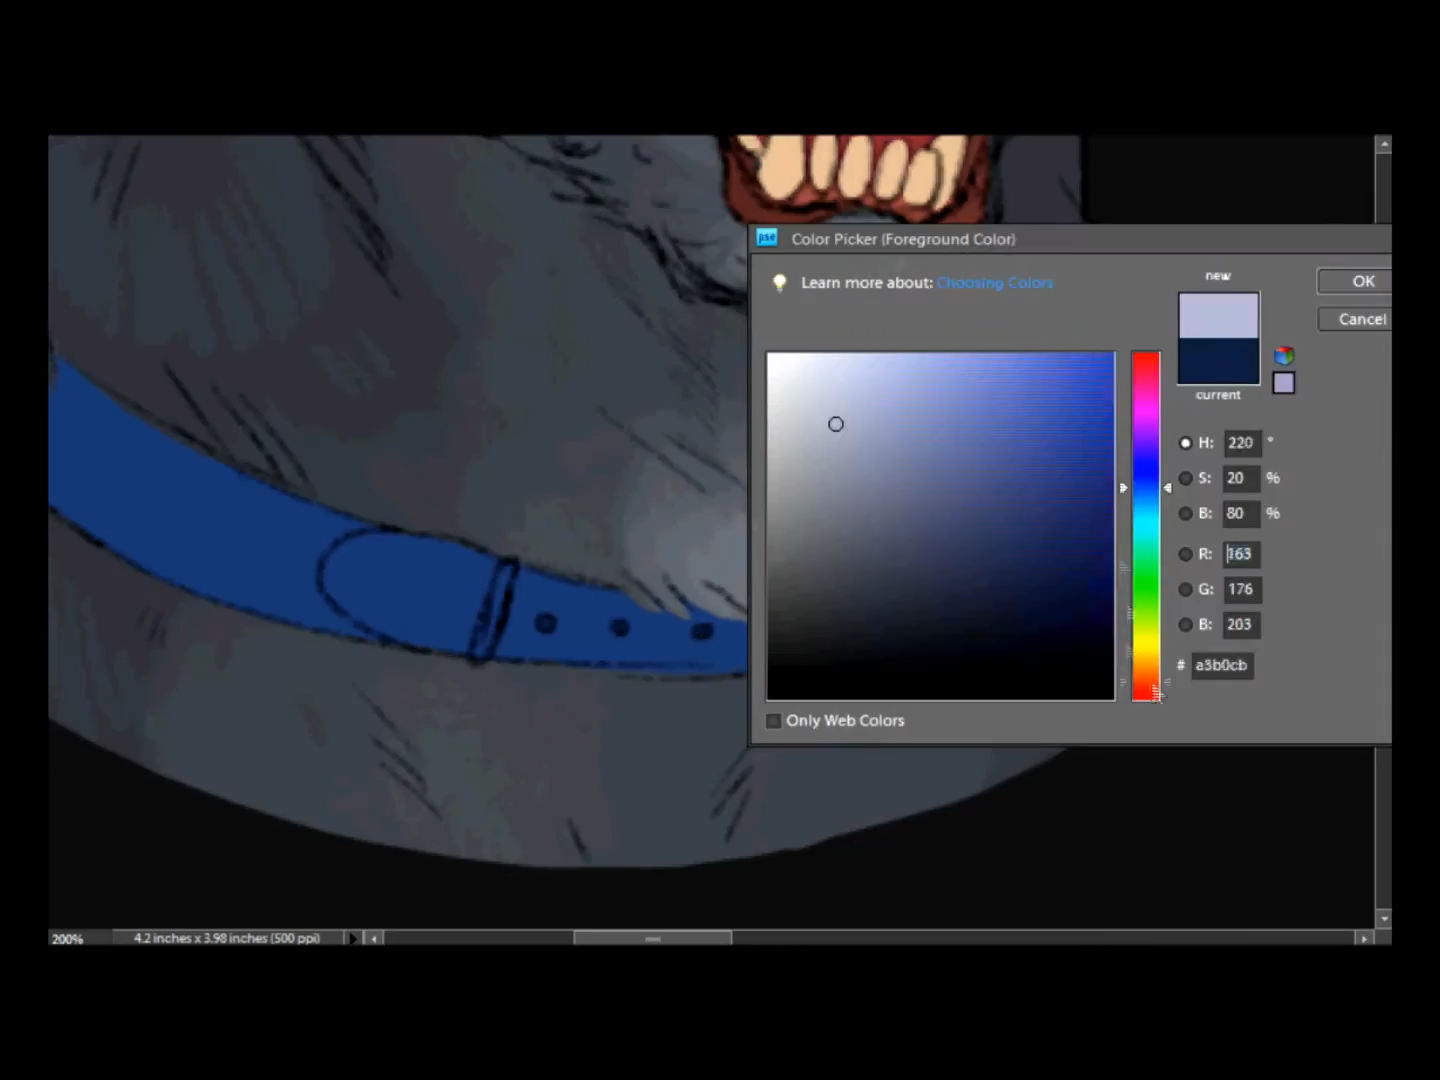 pse Color Picker (Foreground Color)
Learn more about: Choosing Colors
new
OK
Cancel
current
H: 220 °
S: 20 %
B: 80 %
R: 163
G: 176
B: 203
# a3b0cb
Only Web Colors
200% 4.2 inches x 3.98 inches (500 ppi)